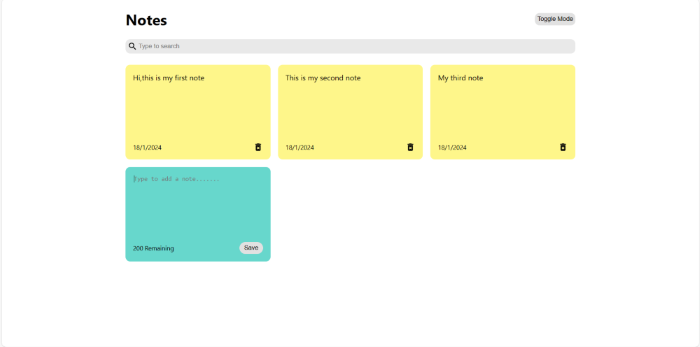 Notes
Toggle Mode
Type to search
Hi,this is my first note
This is my second note
My third note
18/1/2024
18/1/2024
18/1/2024
Type to add a note.......
200 Remaining
Save